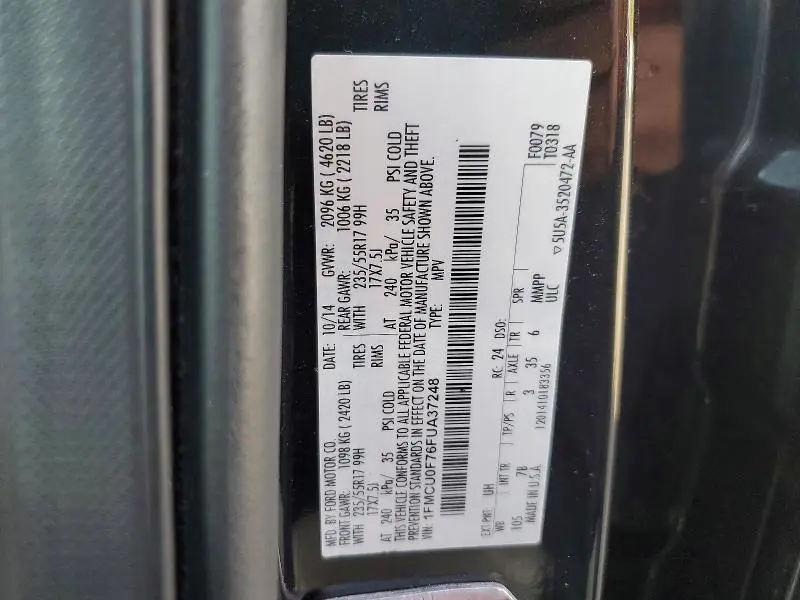 MFD. BY FORD MOTOR CO.
DATE: 10/14 GVWR: 2096 KG ( 4620 LB)
FRONT GAWR: 1098 KG ( 2420 LB)
REAR GAWR: 1006 KG ( 2218 LB)
WITH 235/55R17 99H TIRES
WITH 235/55R17 99H TIRES
17X7.5J RIMS
17X7.5J RIMS
AT 240 kPa/ 35 PSI COLD
AT 240 kPa/ 35 PSI COLD
THIS VEHICLE CONFORMS TO ALL APPLICABLE FEDERAL MOTOR VEHICLE SAFETY AND THEFT
PREVENTION STANDARDS IN EFFECT ON THE DATE OF MANUFACTURE SHOWN ABOVE.
VIN: 1FMCU0F76FUA37248
TYPE: MPV
F0079
T0318
EXT PNT: UH RC: 24 DSO:
WB INT TR TP/PS R AXLE TR SPR
105 7B 3 35 6 MMPP
ULC
MADE IN U.S.A. 1201410183356
▽5U5A-3520472-AA